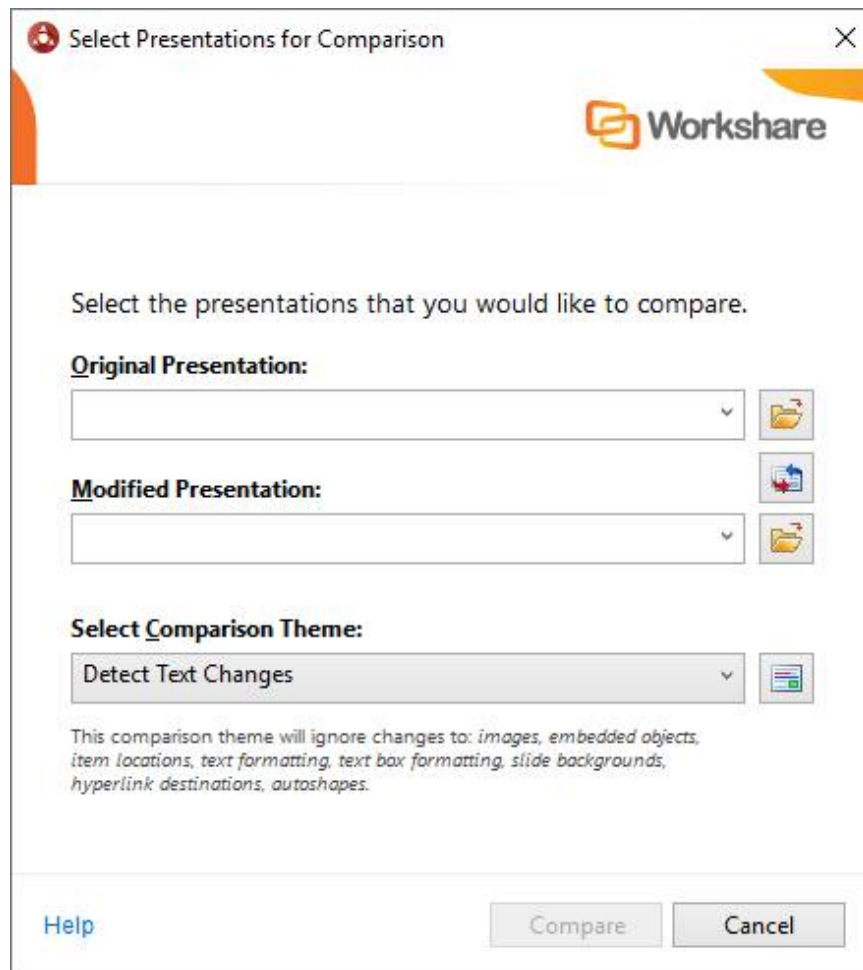 Select Presentations for Comparison
Workshare
Select the presentations that you would like to compare.
Original Presentation:
Modified Presentation:
Select Comparison Theme:
Detect Text Changes
This comparison theme will ignore changes to: images, embedded objects,
item locations, text formatting, text box formatting, slide backgrounds,
hyperlink destinations, autoshapes.
Help
Compare
Cancel